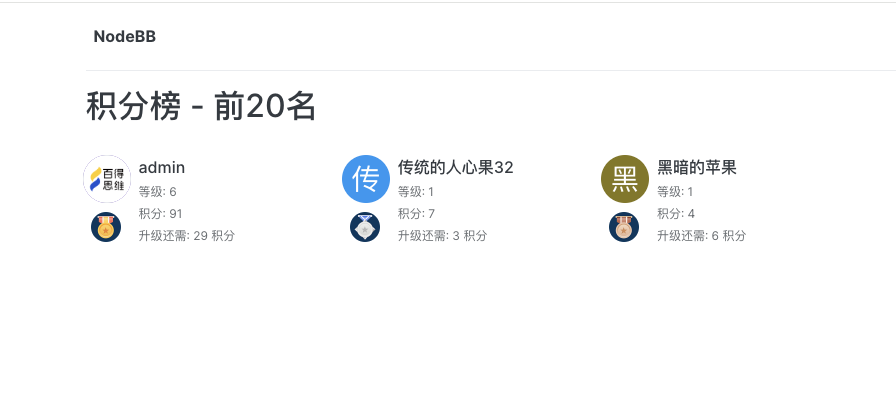 NodeBB
积分榜 - 前20名
百得
思维
admin
等级: 6
积分: 91
升级还需: 29 积分
传
传统的人心果32
等级: 1
积分: 7
升级还需: 3 积分
黑
黑暗的苹果
等级: 1
积分: 4
升级还需: 6 积分